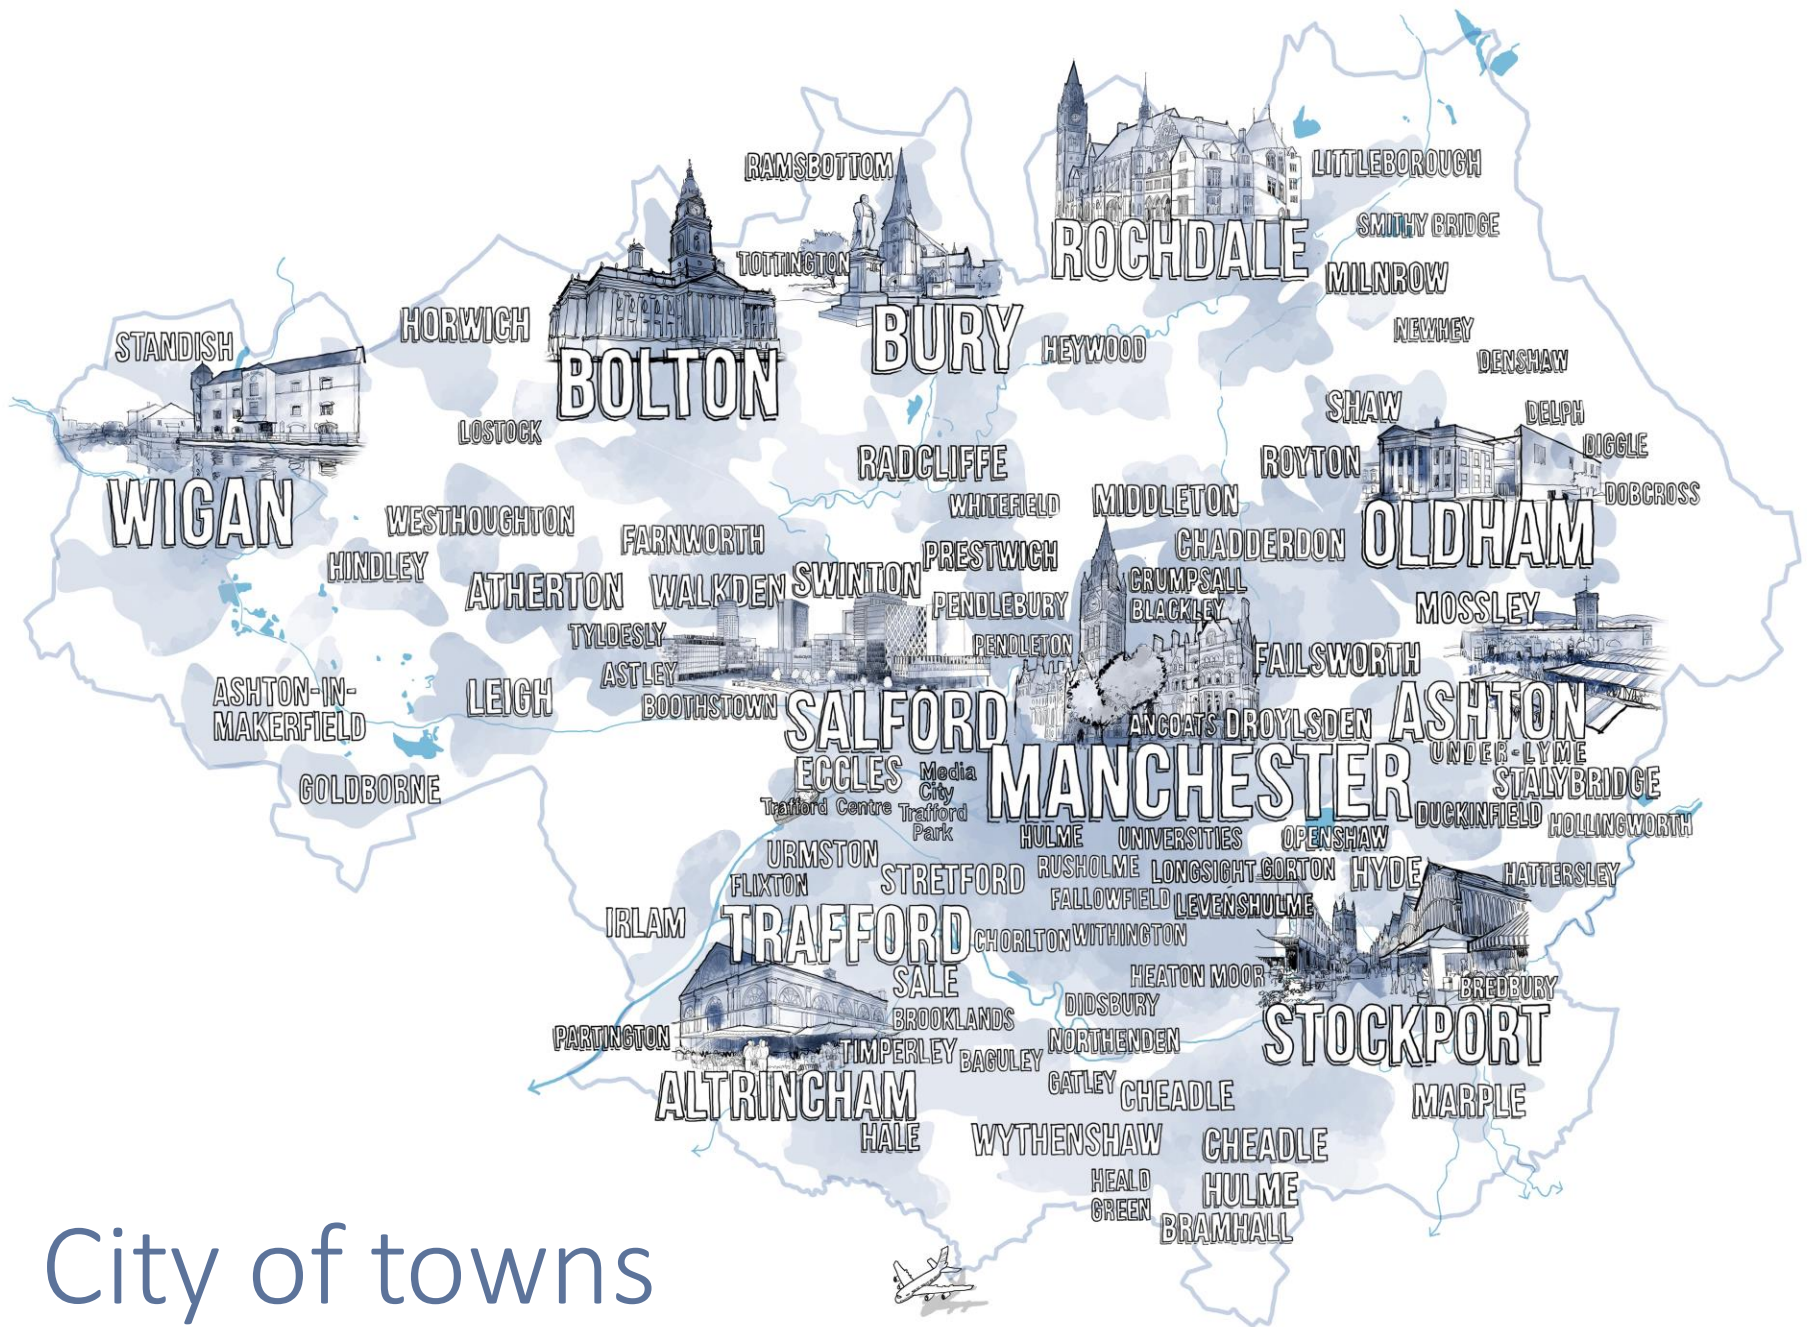 RAMSBOTTOM
LITTLEBOROUGH
SMITHY BRIDGE
ROCHDALE
TOTTINGTON
MILNROW
HORWICH
STANDISH
BURY
HEYWOOD
NEWHEY
DENSHAW
BOLTON
SHAW
DELPH
LOSTOCK
DIGGLE
RADCLIFFE
ROYTON
DOBCROSS
WHITEFIELD
MIDDLETON
WIGAN
WESTHOUGHTON
FARNWORTH
CHADDERDON
OLDHAM
HINDLEY
PRESTWICH
ATHERTON
WALKDEN
SWINTON
CRUMPSALL
PENDLEBURY
BLACKLEY
MOSSLEY
TYLDESLY
PENDLETON
FAILSWORTH
ASTLEY
ASHTON-IN-
MAKERFIELD
LEIGH
BOOTHSTOWN
SALFORD
ANCOATS
DROYLSDEN
ASHTON
UNDER-LYME
ECCLES
Media
City
MANCHESTER
STALYBRIDGE
GOLDBORNE
Trafford Centre
Trafford
Park
DUCKINFIELD
HOLLINGWORTH
HULME
UNIVERSITIES
OPENSHAW
URMSTON
STRETFORD
RUSHOLME
LONGSIGHT
GORTON
HYDE
HATTERSLEY
FLIXTON
FALLOWFIELD
LEVENSHULME
IRLAM
TRAFFORD
CHORLTON
WITHINGTON
SALE
HEATON MOOR
BREDBURY
DIDSBURY
BROOKLANDS
PARTINGTON
NORTHENDEN
STOCKPORT
TIMPERLEY
BAGULEY
GATLEY
CHEADLE
ALTRINCHAM
MARPLE
HALE
WYTHENSHAW
CHEADLE
HULME
HEALD
GREEN
BRAMHALL
City of towns